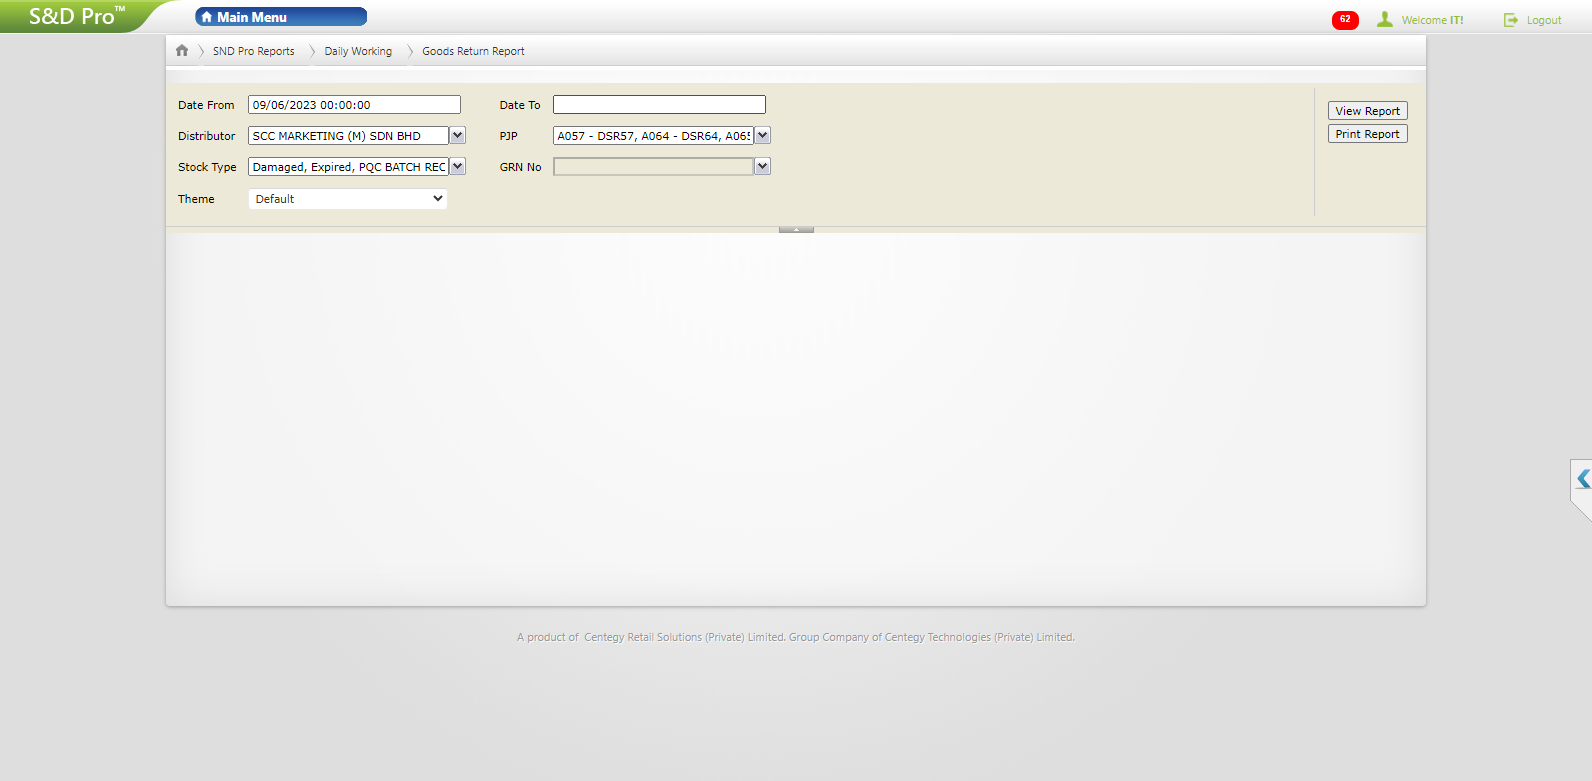 S&D Pro™
Main Menu
62
Welcome IT!
Logout
SND Pro Reports
Daily Working
Goods Return Report
Date From
09/06/2023 00:00:00
Date To
View Report
Distributor
SCC MARKETING (M) SDN BHD
PJP
A057 - DSR57, A064 - DSR64, A065
Print Report
Stock Type
Damaged, Expired, PQC BATCH REC
GRN No
Theme
Default
A product of Centegy Retail Solutions (Private) Limited. Group Company of Centegy Technologies (Private) Limited.